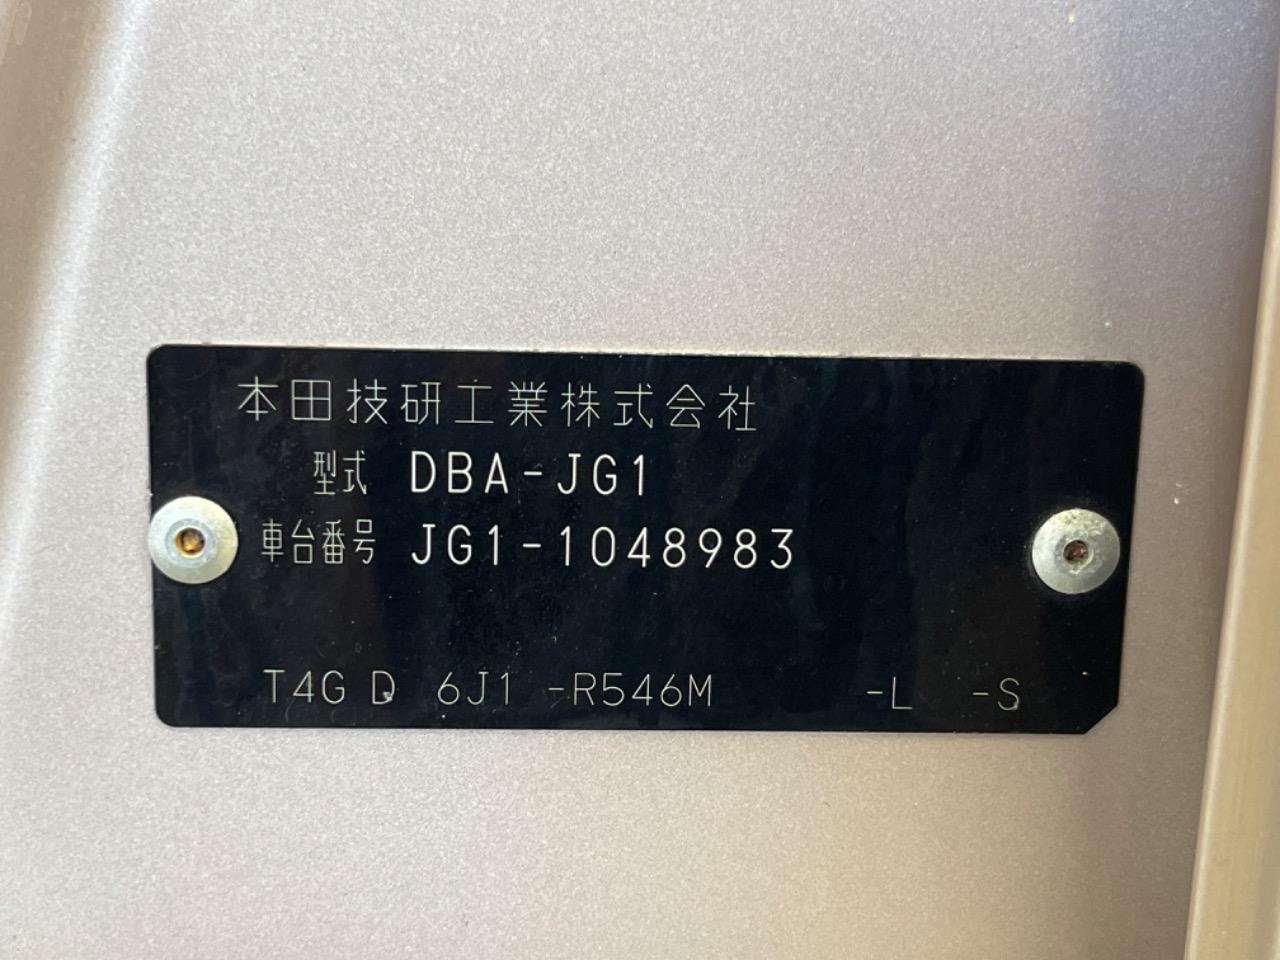 本田技研工業株式会社
型式 DBA-JG1
車台番号 JG1-1048983
T4G D 6J1 -R546M -L -S